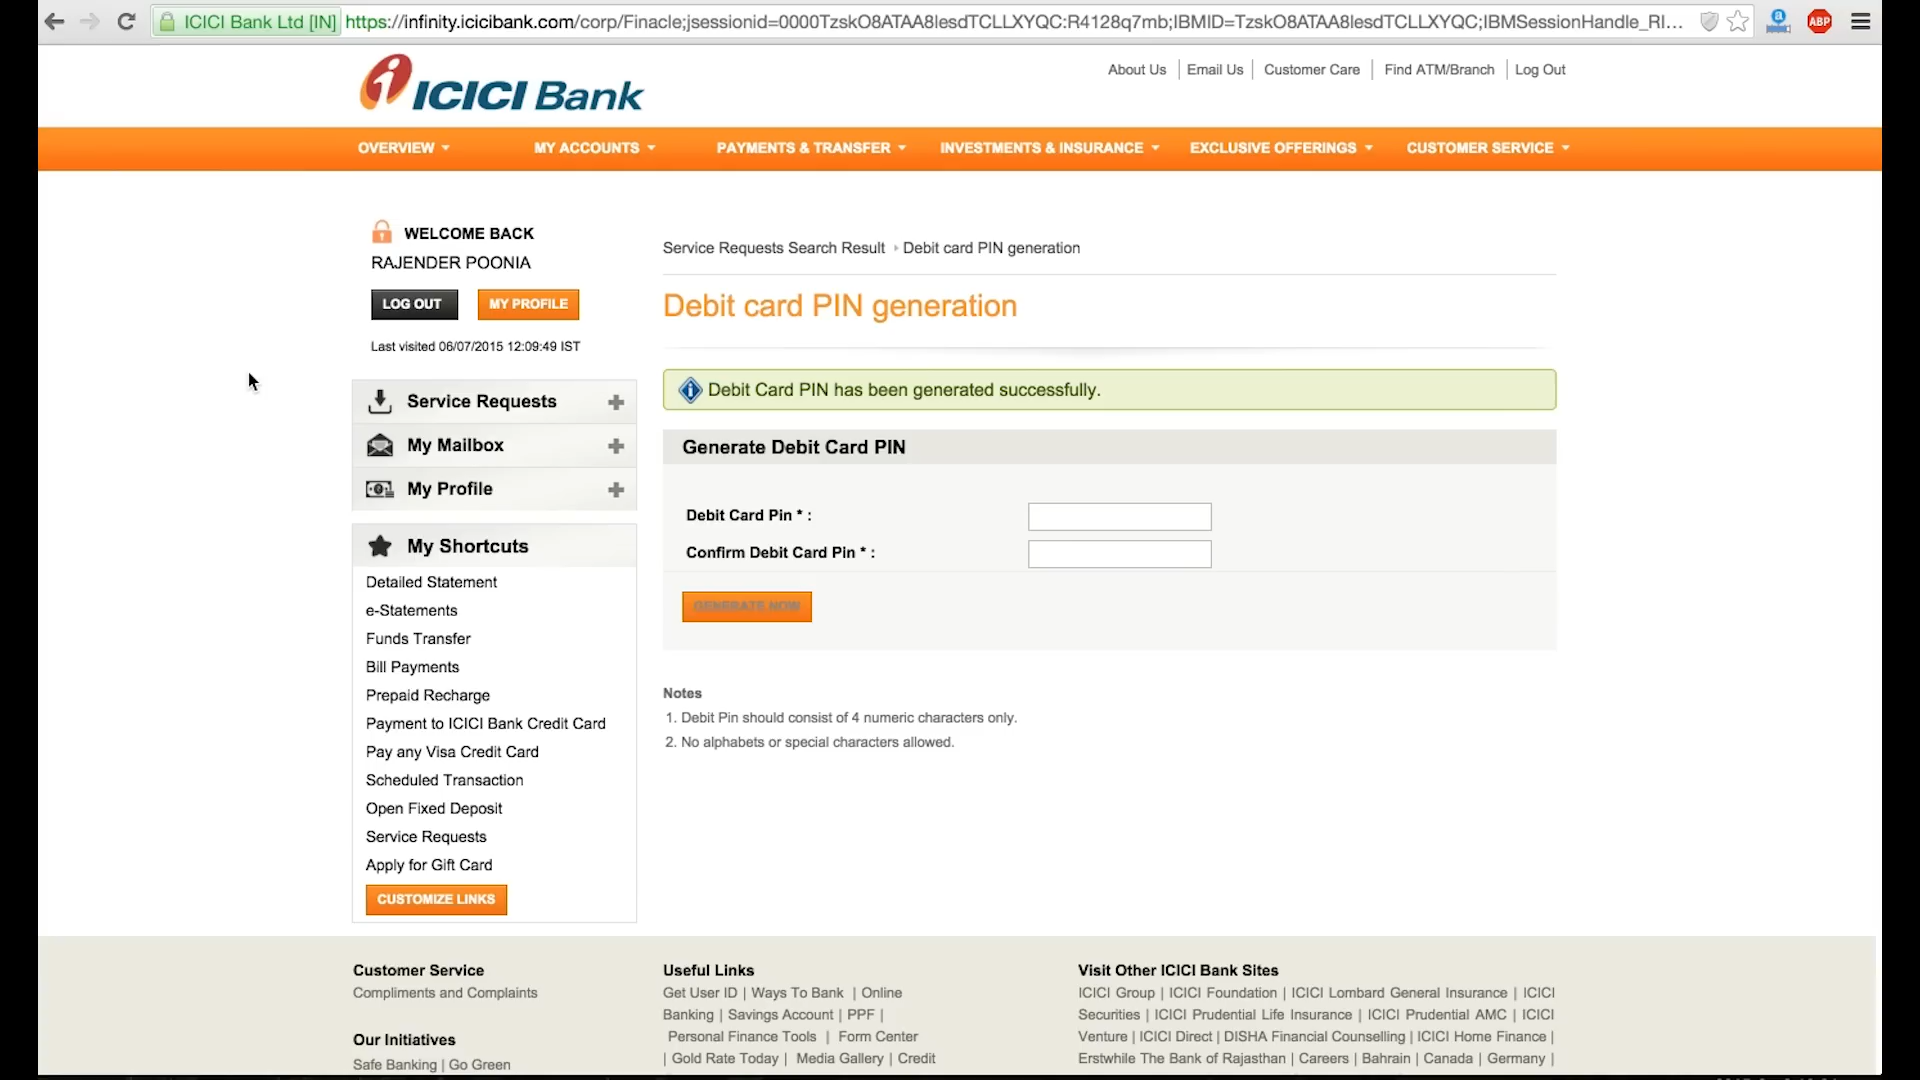 ICICI Bank Ltd [IN] https://infinity.icicibank.com/corp/Finacle;jsessionid=0000TzskO8ATAA8lesdTCLLXYQC:R4128q7mb;IBMID=TzskO8ATAA8lesdTCLLXYQC;IBMSessionHandle_RI...
ABP
ICICI Bank
About Us | Email Us | Customer Care | Find ATM/Branch | Log Out
OVERVIEW MY ACCOUNTS PAYMENTS & TRANSFER INVESTMENTS & INSURANCE EXCLUSIVE OFFERINGS CUSTOMER SERVICE
WELCOME BACK
RAJENDER POONIA
LOG OUT MY PROFILE
Last visited 06/07/2015 12:09:49 IST
Service Requests
My Mailbox
My Profile
My Shortcuts
Detailed Statement
e-Statements
Funds Transfer
Bill Payments
Prepaid Recharge
Payment to ICICI Bank Credit Card
Pay any Visa Credit Card
Scheduled Transaction
Open Fixed Deposit
Service Requests
Apply for Gift Card
CUSTOMIZE LINKS
Service Requests Search Result Debit card PIN generation
Debit card PIN generation
Debit Card PIN has been generated successfully.
Generate Debit Card PIN
Debit Card Pin * :
Confirm Debit Card Pin * :
GENERATE NOW
Notes
1. Debit Pin should consist of 4 numeric characters only.
2. No alphabets or special characters allowed.
Customer Service
Compliments and Complaints
Our Initiatives
Safe Banking | Go Green
Useful Links
Get User ID | Ways To Bank | Online
Banking | Savings Account | PPF |
Personal Finance Tools | Form Center
| Gold Rate Today | Media Gallery | Credit
Visit Other ICICI Bank Sites
ICICI Group | ICICI Foundation | ICICI Lombard General Insurance | ICICI
Securities | ICICI Prudential Life Insurance | ICICI Prudential AMC | ICICI
Venture | ICICI Direct | DISHA Financial Counselling | ICICI Home Finance |
Erstwhile The Bank of Rajasthan | Careers | Bahrain | Canada | Germany |